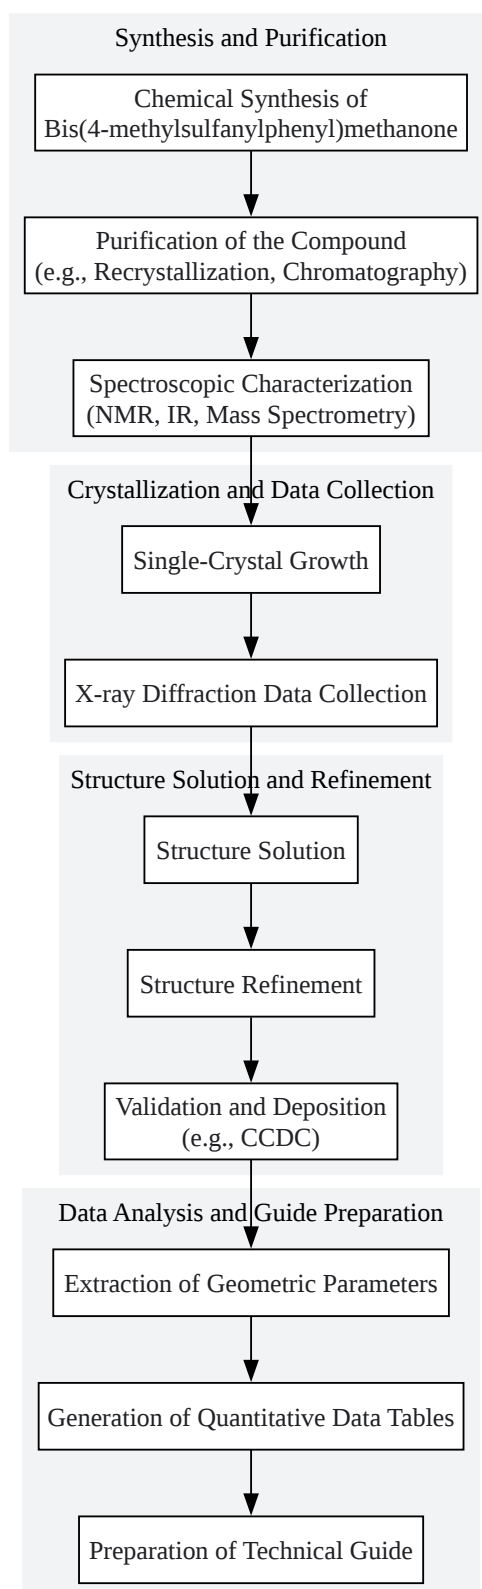 Synthesis and Purification
Chemical Synthesis of
Bis(4-methylsulfanylphenyl)methanone
Purification of the Compound
(e.g., Recrystallization, Chromatography)
Spectroscopic Characterization
(NMR, IR, Mass Spectrometry)
Crystallization and Data Collection
Single-Crystal Growth
X-ray Diffraction Data Collection
Structure Solution and Refinement
Structure Solution
Structure Refinement
Validation and Deposition
(e.g., CCDC)
Data Analysis and Guide Preparation
Extraction of Geometric Parameters
Generation of Quantitative Data Tables
Preparation of Technical Guide